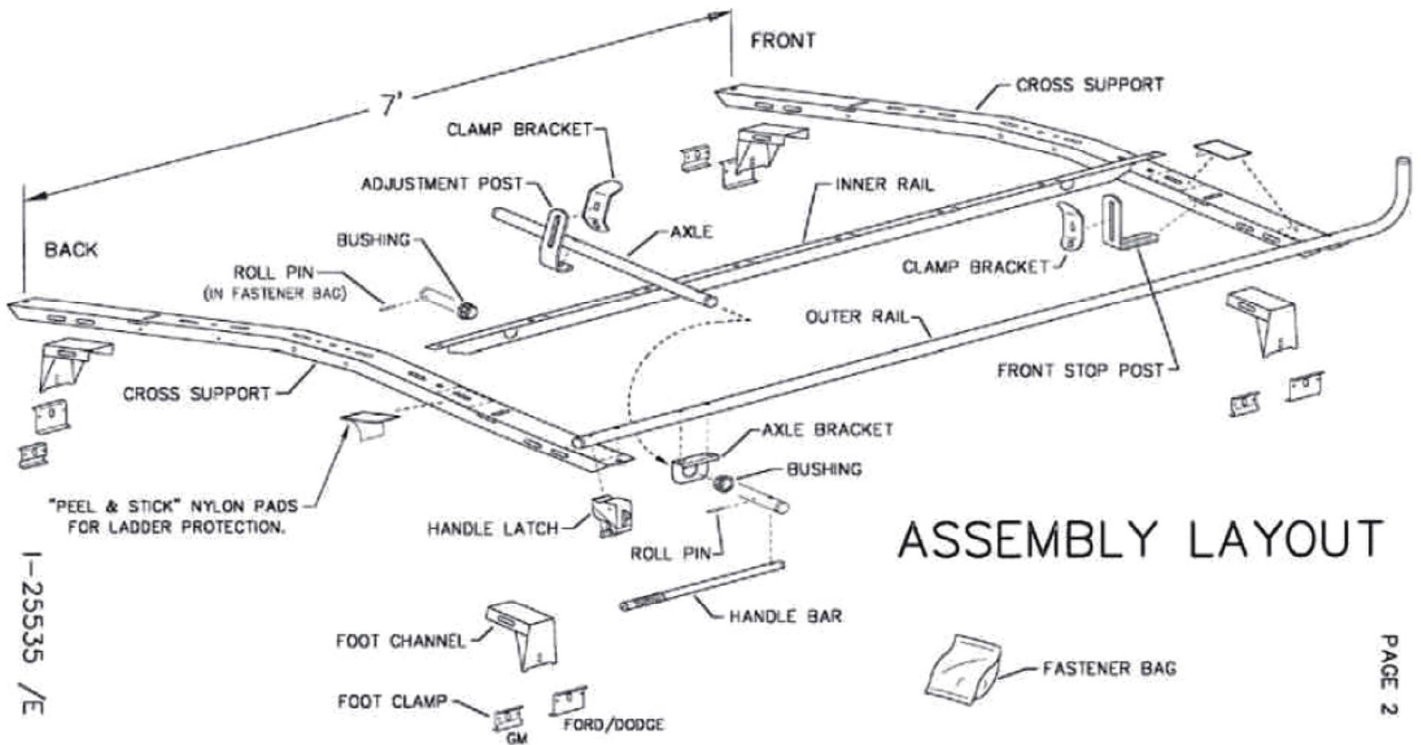 FRONT
7'
CROSS SUPPORT
CLAMP BRACKET
ADJUSTMENT POST
INNER RAIL
BACK
BUSHING
AXLE
ROLL PIN
(IN FASTENER BAG)
CLAMP BRACKET
OUTER RAIL
CROSS SUPPORT
FRONT STOP POST
AXLE BRACKET
BUSHING
"PEEL & STICK" NYLON PADS
FOR LADDER PROTECTION.
HANDLE LATCH
ROLL PIN
ASSEMBLY LAYOUT
HANDLE BAR
FOOT CHANNEL
FASTENER BAG
FOOT CLAMP
GM
FORD/DODGE
I-25535 /E
PAGE 2